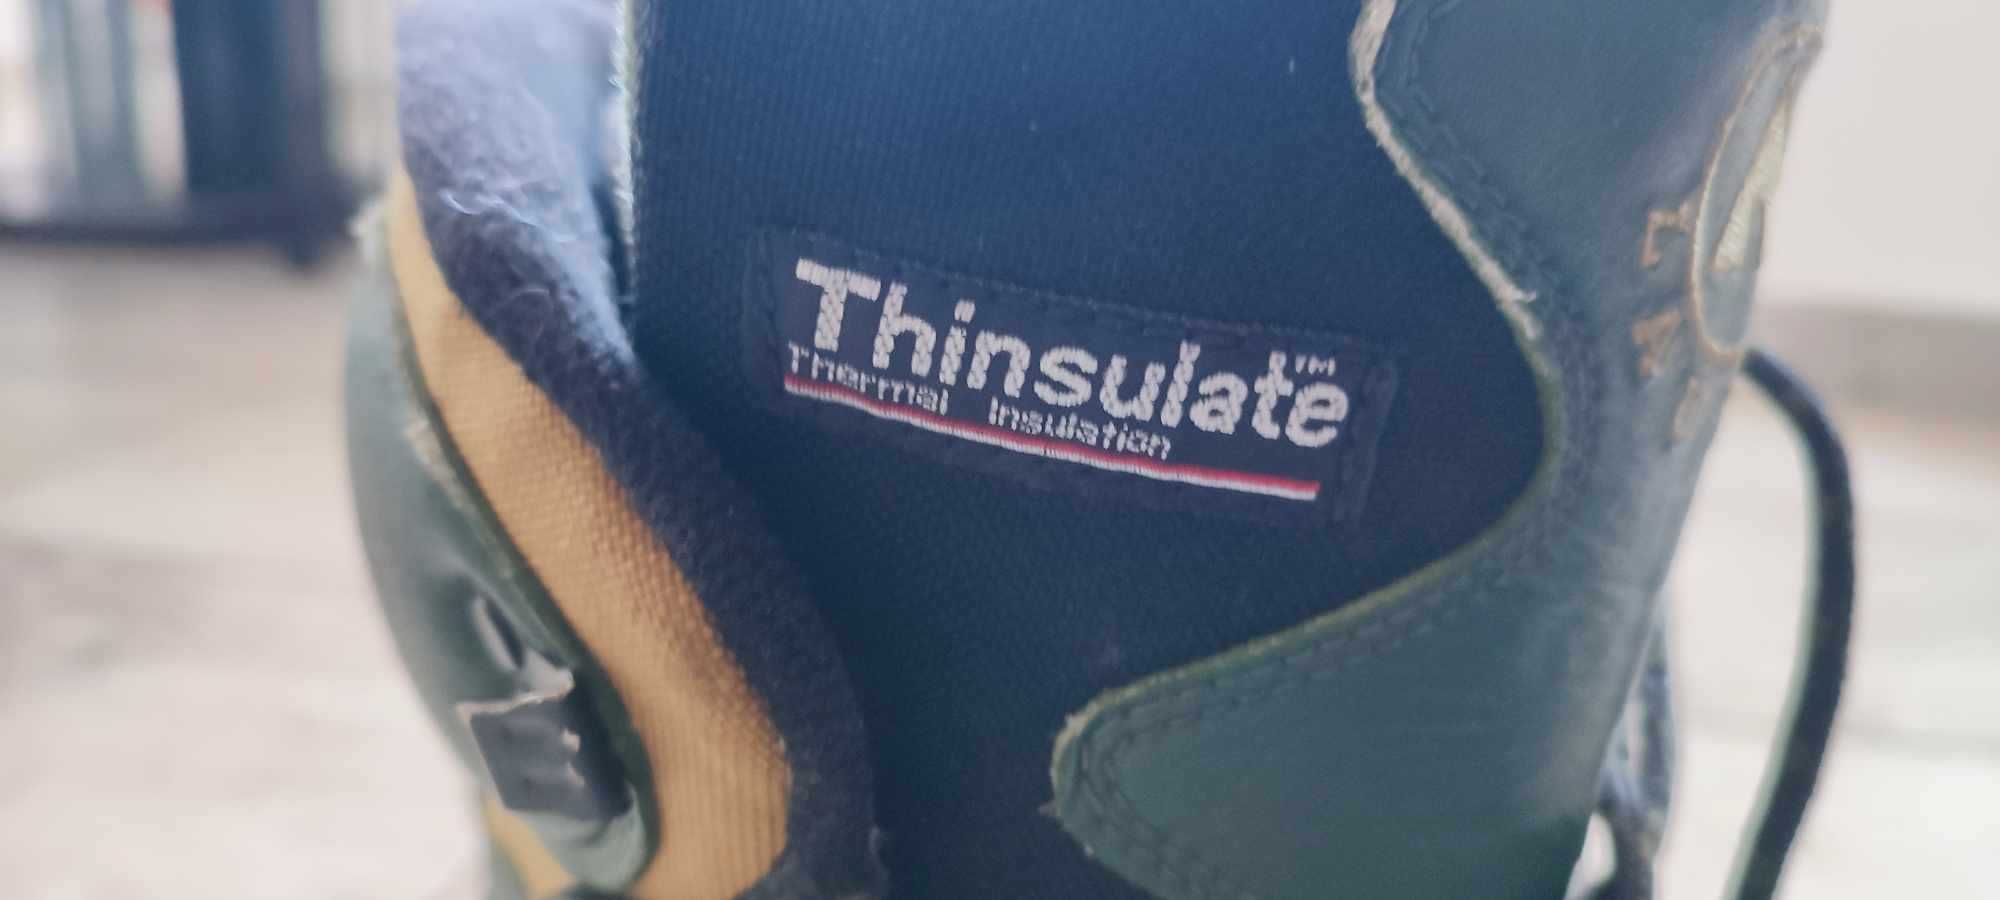 Thinsulate™
Thermal Insulation